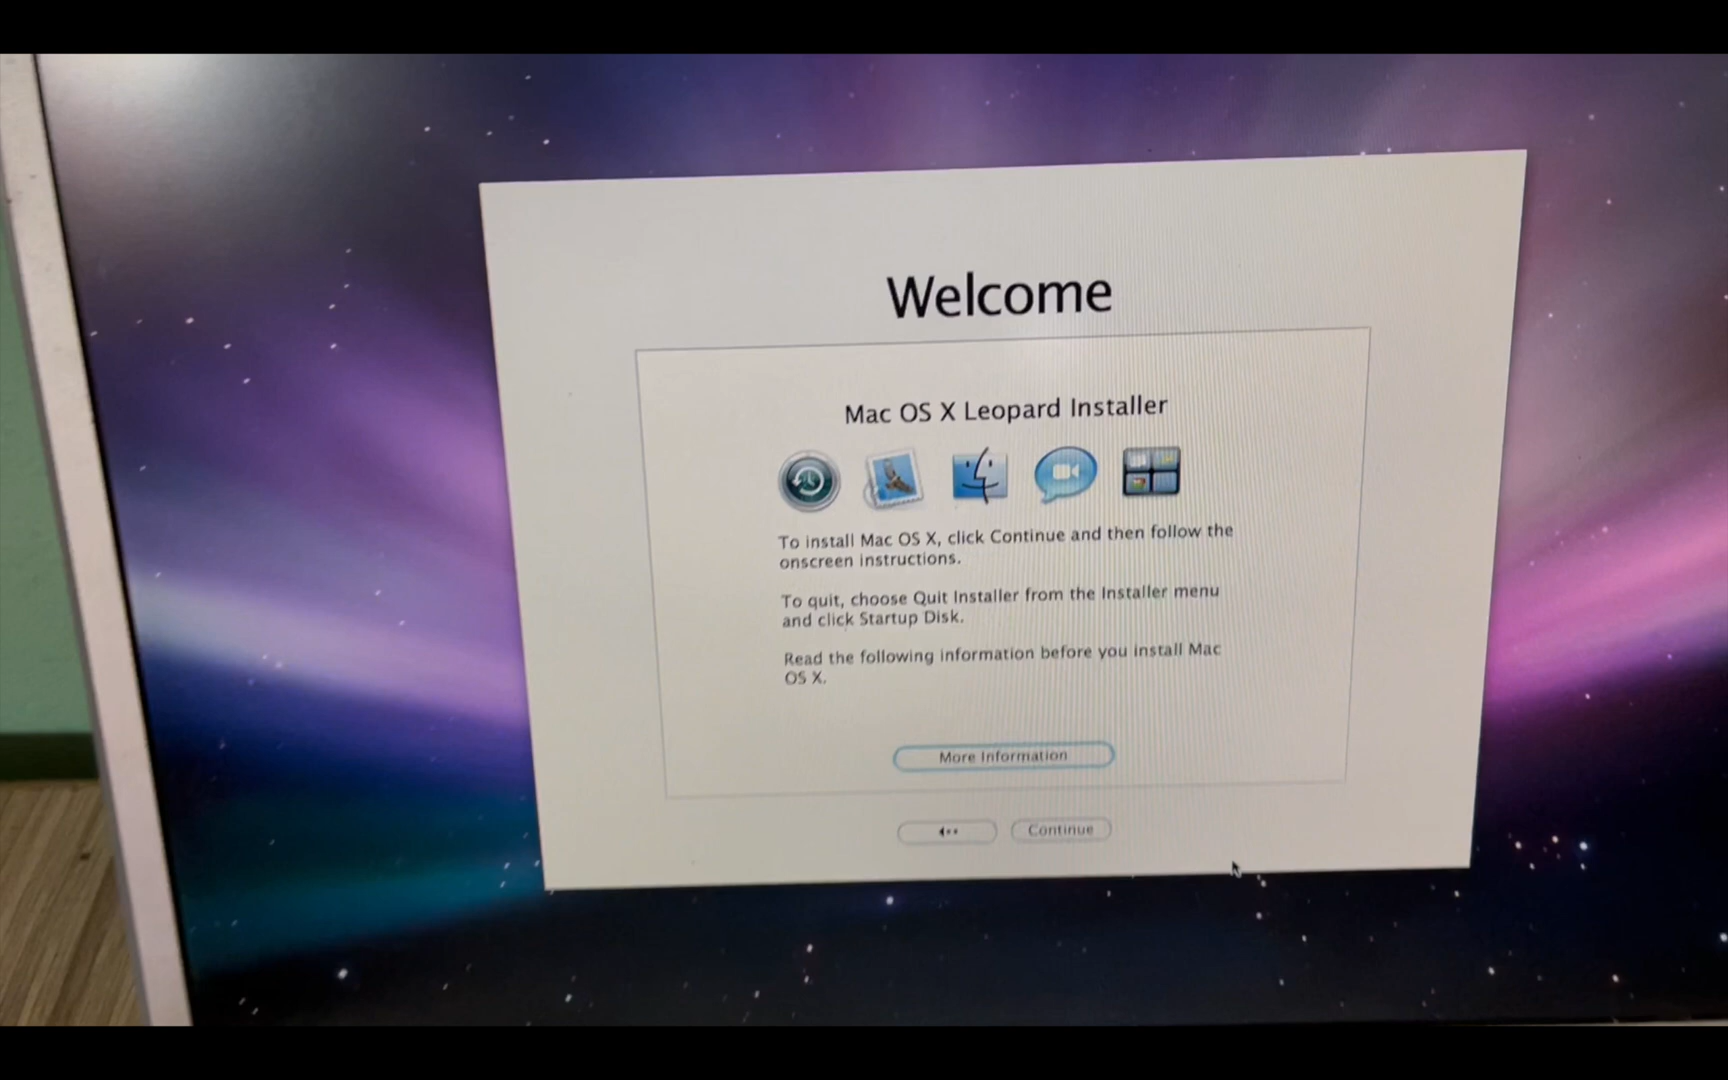 Welcome
Mac OS X Leopard Installer
To install Mac OS X, click Continue and then follow the
onscreen instructions.
To quit, choose Quit Installer from the Installer menu
and click Startup Disk.
Read the following information before you install Mac
OS X.
More Information
Continue